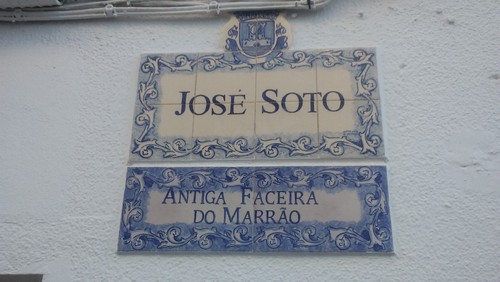 JOSÉ SOTO
ANTIGA FACEIRA
DO MARRÃO